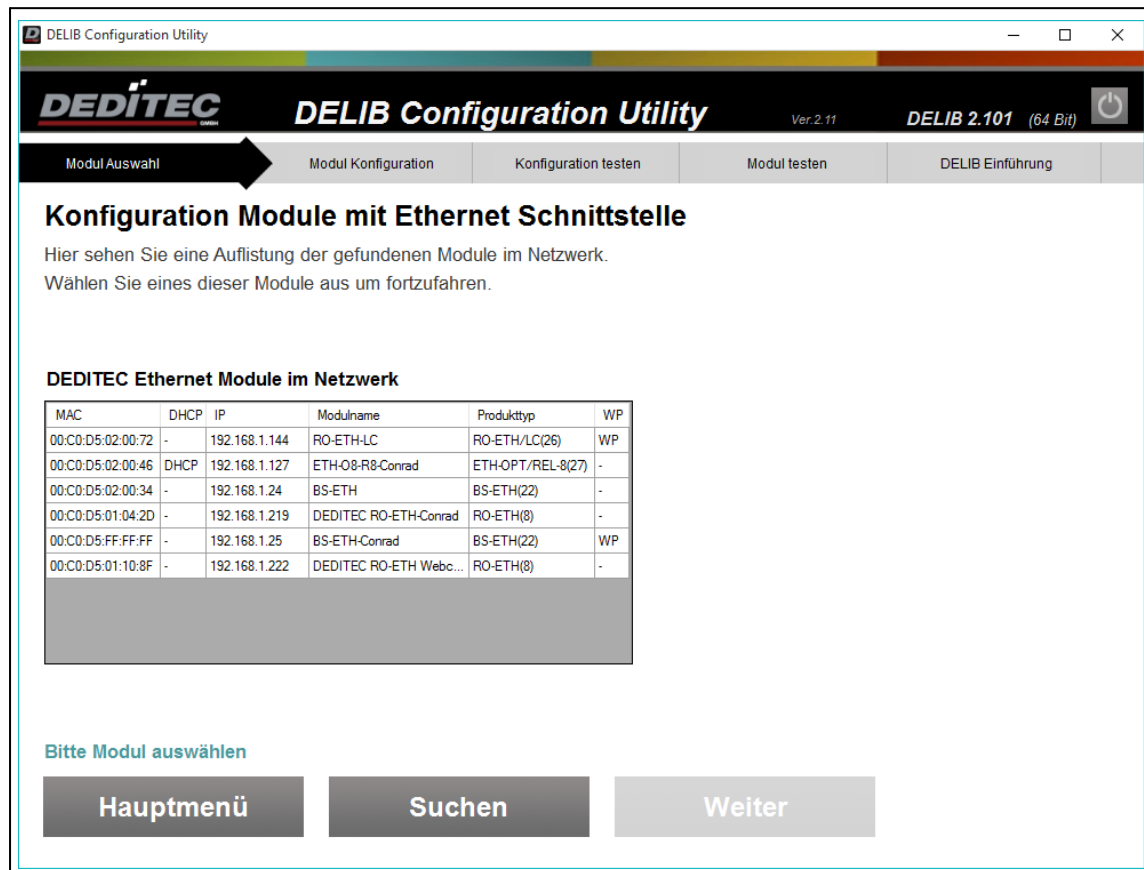 DELIB Configuration Utility
DEDITEC GMBH
DELIB Configuration Utility Ver.2.11 DELIB 2.101 (64 Bit)
Modul Auswahl Modul Konfiguration Konfiguration testen Modul testen DELIB Einführung
Konfiguration Module mit Ethernet Schnittstelle
Hier sehen Sie eine Auflistung der gefundenen Module im Netzwerk.
Wählen Sie eines dieser Module aus um fortzufahren.
DEDITEC Ethernet Module im Netzwerk
MAC DHCP IP Modulname Produkttyp WP
00:C0:D5:02:00:72 - 192.168.1.144 RO-ETH-LC RO-ETH/LC(26) WP
00:C0:D5:02:00:46 DHCP 192.168.1.127 ETH-O8-R8-Conrad ETH-OPT/REL-8(27) -
00:C0:D5:02:00:34 - 192.168.1.24 BS-ETH BS-ETH(22) -
00:C0:D5:01:04:2D - 192.168.1.219 DEDITEC RO-ETH-Conrad RO-ETH(8) -
00:C0:D5:FF:FF:FF - 192.168.1.25 BS-ETH-Conrad BS-ETH(22) WP
00:C0:D5:01:10:8F - 192.168.1.222 DEDITEC RO-ETH Webc... RO-ETH(8) -
Bitte Modul auswählen
Hauptmenü Suchen Weiter